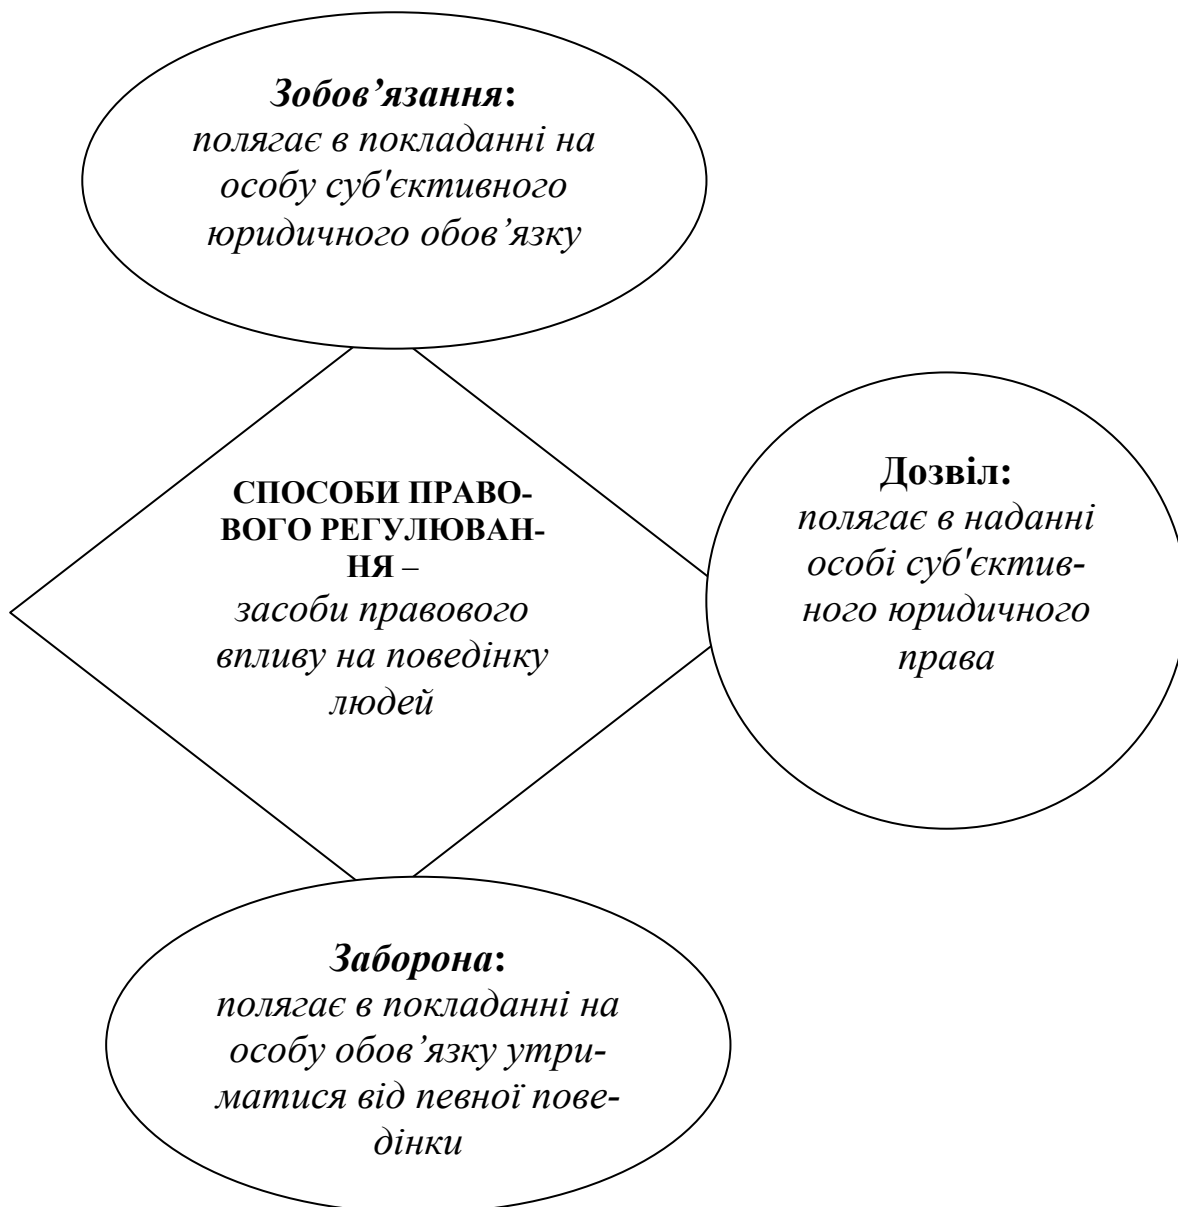 Зобов’язання:
полягає в покладанні на
особу суб'єктивного
юридичного обов’язку
СПОСОБИ ПРАВО-
ВОГО РЕГУЛЮВАН-
НЯ –
засоби правового
впливу на поведінку
людей
Дозвіл:
полягає в наданні
особі суб'єктив-
ного юридичного
права
Заборона:
полягає в покладанні на
особу обов’язку утри-
матися від певної пове-
дінки